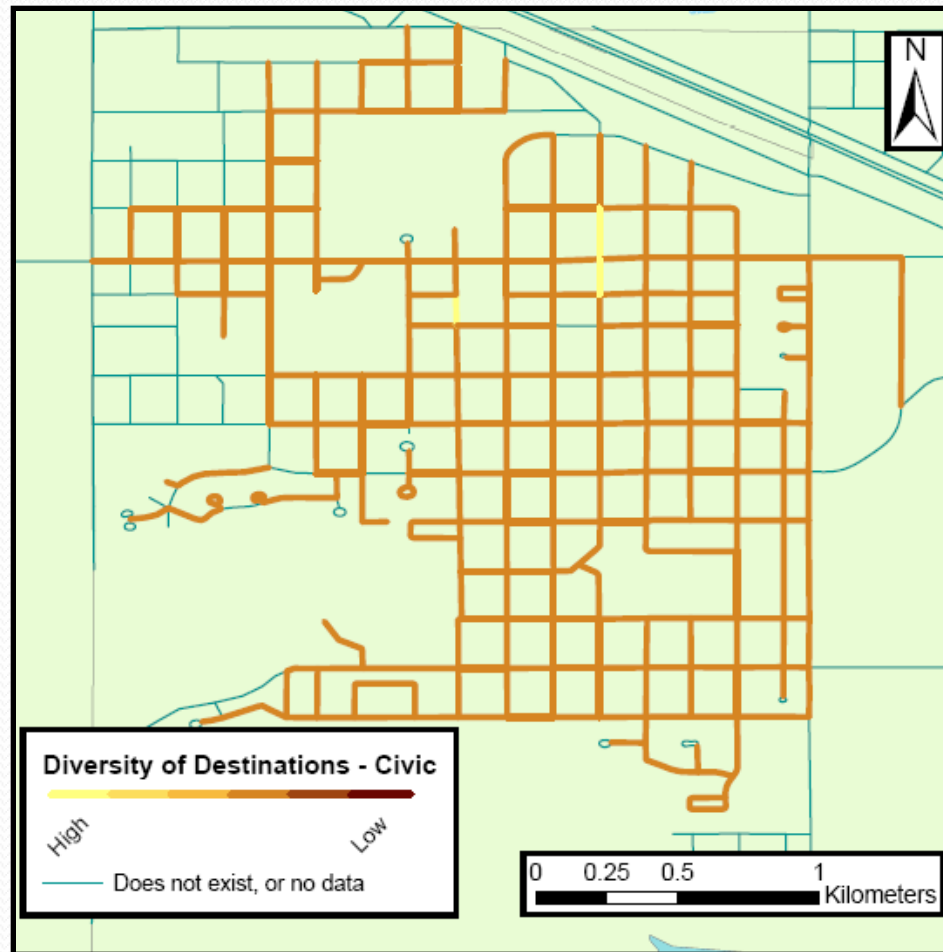 N
Diversity of Destinations - Civic
High Low
Does not exist, or no data
0 0.25 0.5 1
Kilometers